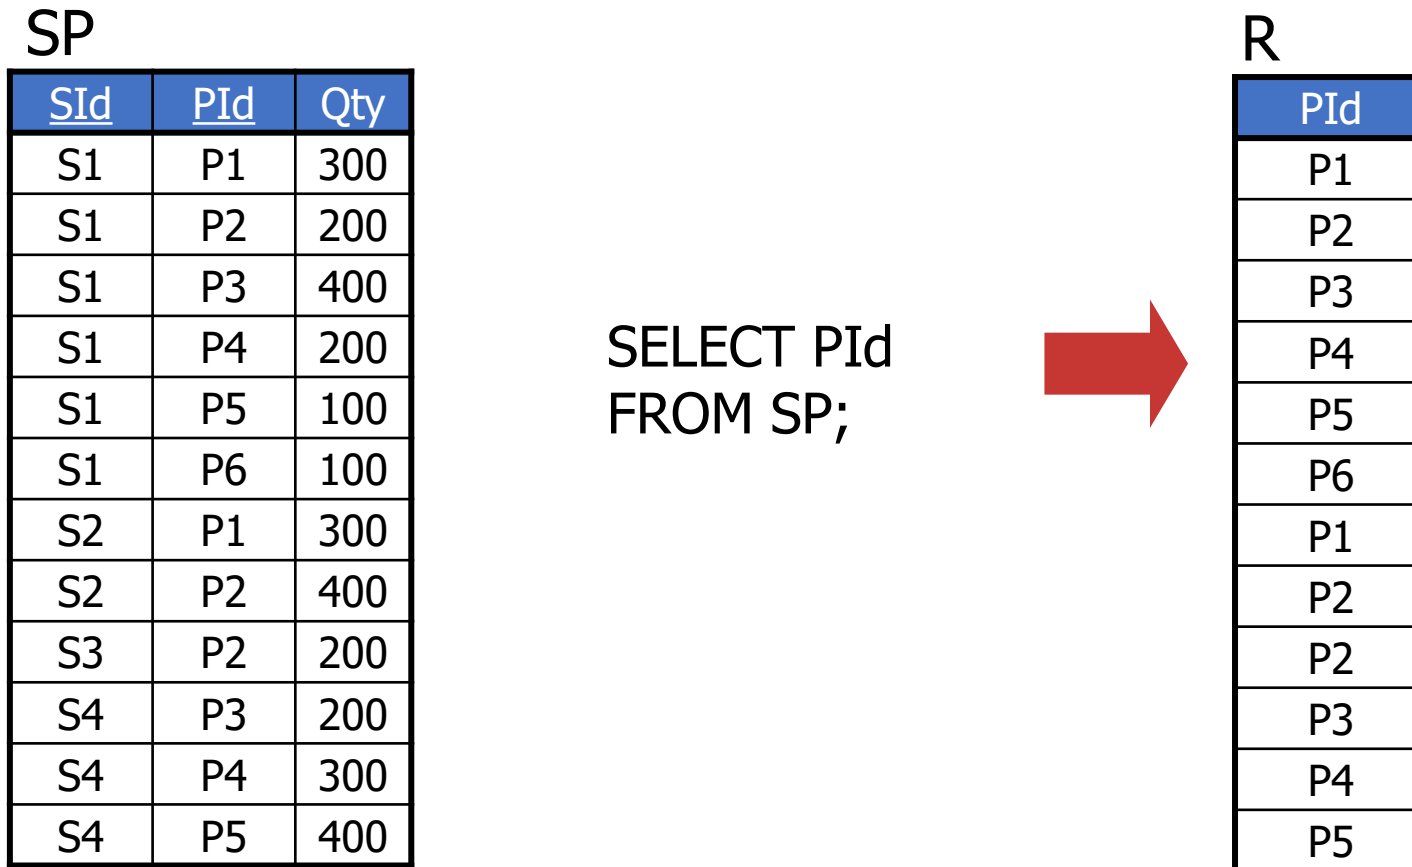 SP
SId PId Qty
S1 P1 300
S1 P2 200
S1 P3 400
S1 P4 200
S1 P5 100
S1 P6 100
S2 P1 300
S2 P2 400
S3 P2 200
S4 P3 200
S4 P4 300
S4 P5 400
SELECT PId
FROM SP;
R
PId
P1
P2
P3
P4
P5
P6
P1
P2
P2
P3
P4
P5